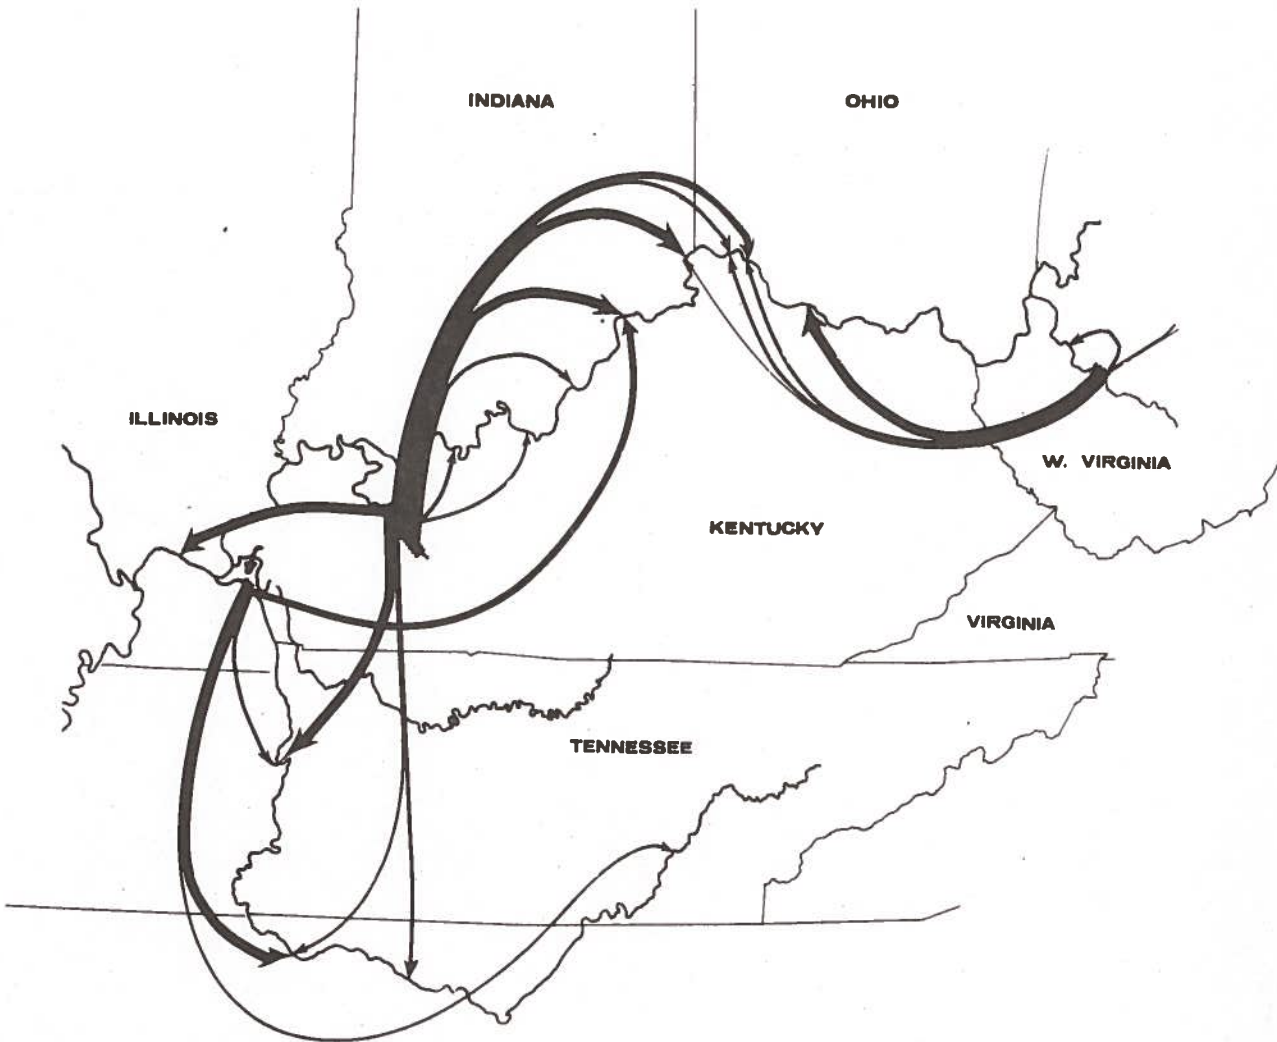 INDIANA
OHIO
ILLINOIS
W. VIRGINIA
KENTUCKY
VIRGINIA
TENNESSEE